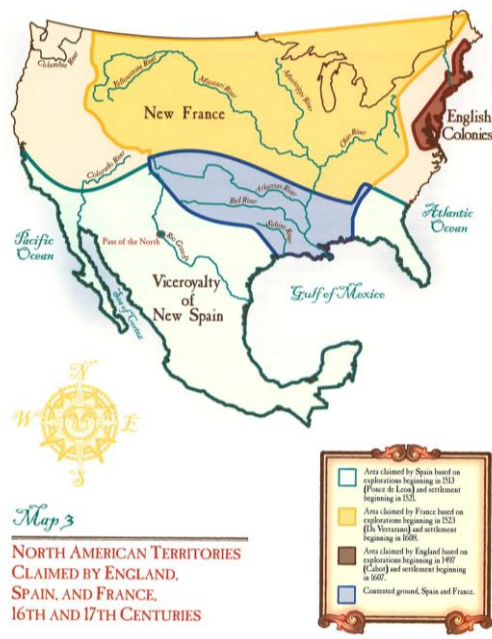 Columbia
River
Yellowstone River
Missouri River
Mississippi River
New France
Ohio River
English
Colonies
Colorado River
Arkansas River
Red River
Sabine River
Atlantic
Ocean
Pacific
Ocean
Pass of the North
Rio Grande
Gulf of Mexico
Viceroyalty
of
New Spain
Sea of Cortez
N
W
E
S
Map 3
NORTH AMERICAN TERRITORIES
CLAIMED BY ENGLAND,
SPAIN, AND FRANCE,
16TH AND 17TH CENTURIES
Area claimed by Spain based on
explorations beginning in 1513
(Ponce de Leon) and settlement
beginning in 1521.
Area claimed by France based on
explorations beginning in 1523
(Da Verrazano) and settlement
beginning in 1608.
Area claimed by England based on
explorations beginning in 1497
(Cabot) and settlement beginning in
1607.
Contested ground, Spain and France.